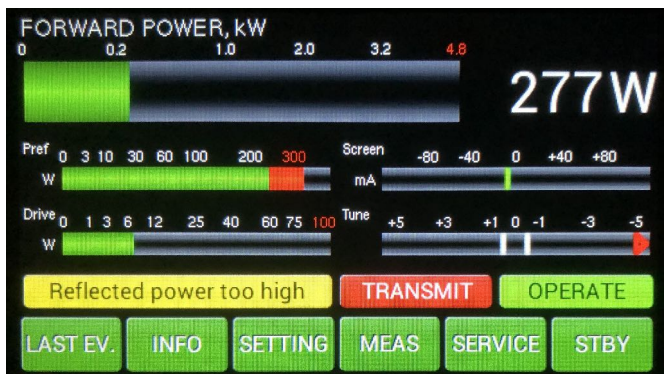 FORWARD POWER, kW
0 0.2 1.0 2.0 3.2 4.8
277W
Pref 0 3 10 30 60 100 200 300
W
Screen -80 -40 0 +40 +80
mA
Drive 0 1 3 6 12 25 40 60 75 100
W
Tune +5 +3 +1 0 -1 -3 -5
Reflected power too high TRANSMIT OPERATE
LAST EV. INFO SETTING MEAS SERVICE STBY